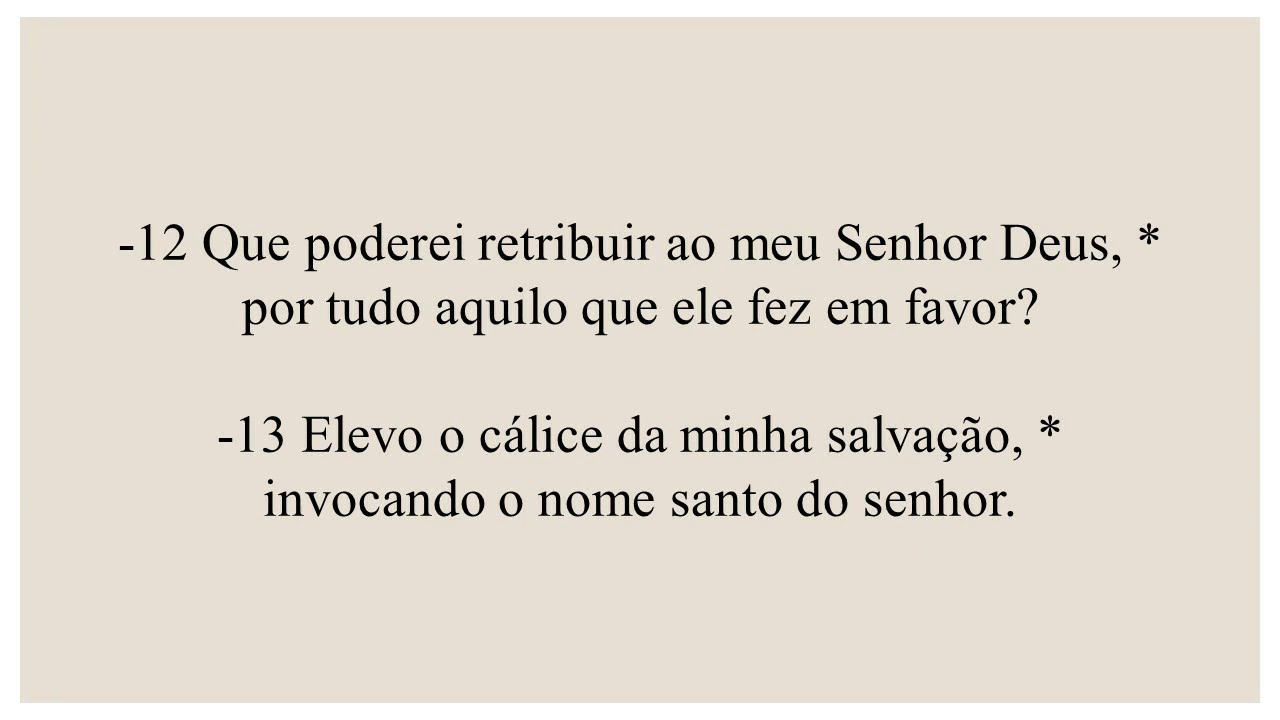 -12 Que poderei retribuir ao meu Senhor Deus, *
por tudo aquilo que ele fez em favor?
-13 Elevo o cálice da minha salvação, *
invocando o nome santo do senhor.